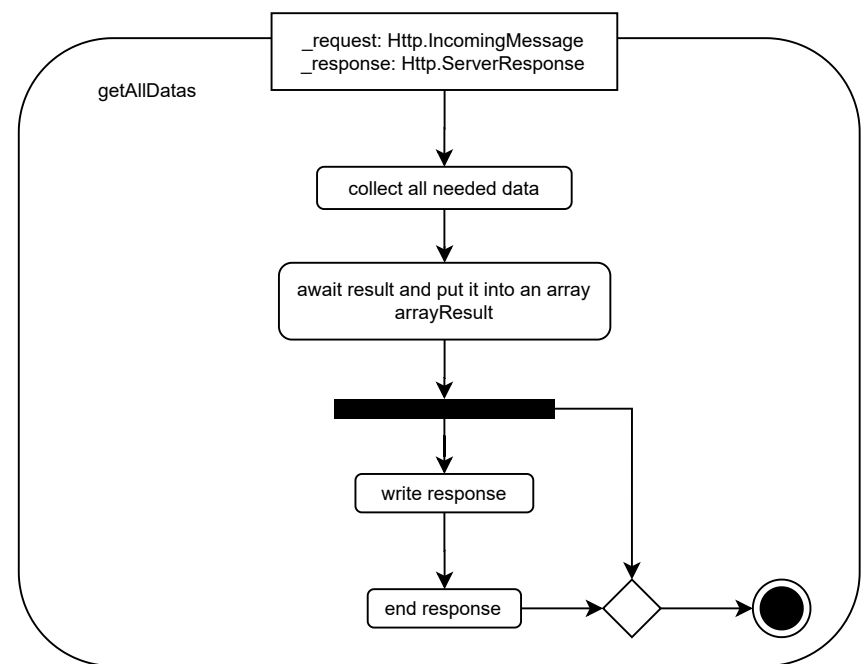 _request: Http.IncomingMessage
_response: Http.ServerResponse
getAllDatas
collect all needed data
await result and put it into an array
arrayResult
write response
end response